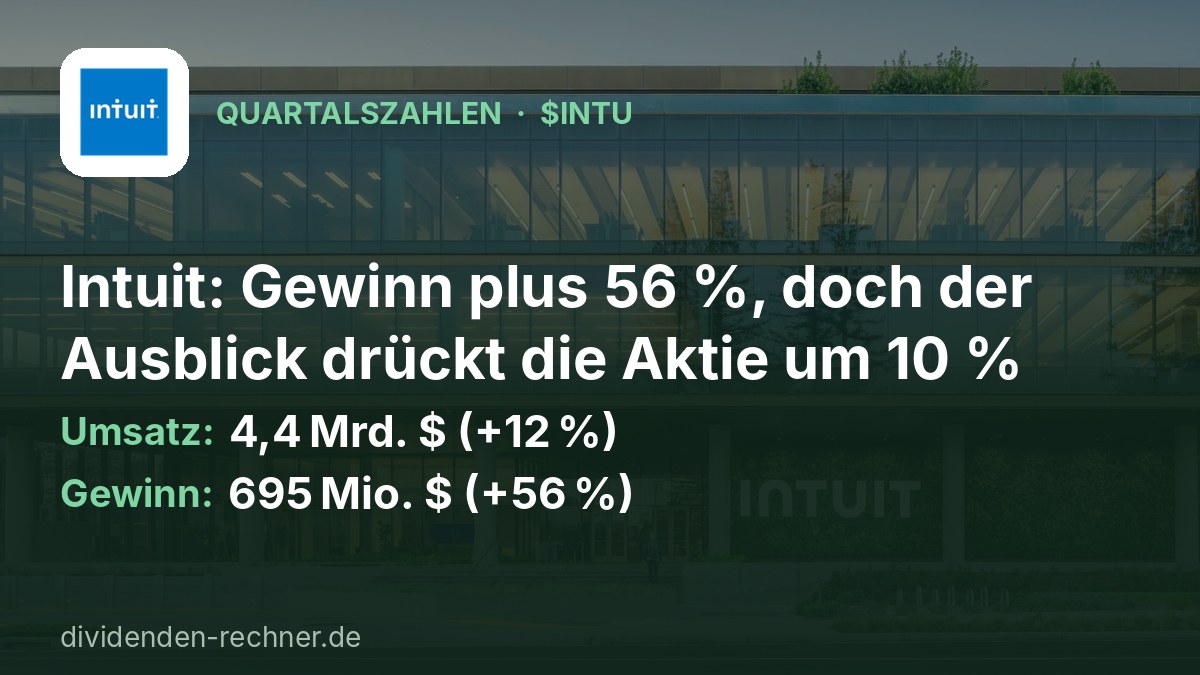 intuit
QUARTALSZAHLEN · $INTU
Intuit: Gewinn plus 56 %, doch der
Ausblick drückt die Aktie um 10 %
Umsatz: 4,4 Mrd. $ (+12 %)
Gewinn: 695 Mio. $ (+56 %)
INTUIT
dividenden-rechner.de